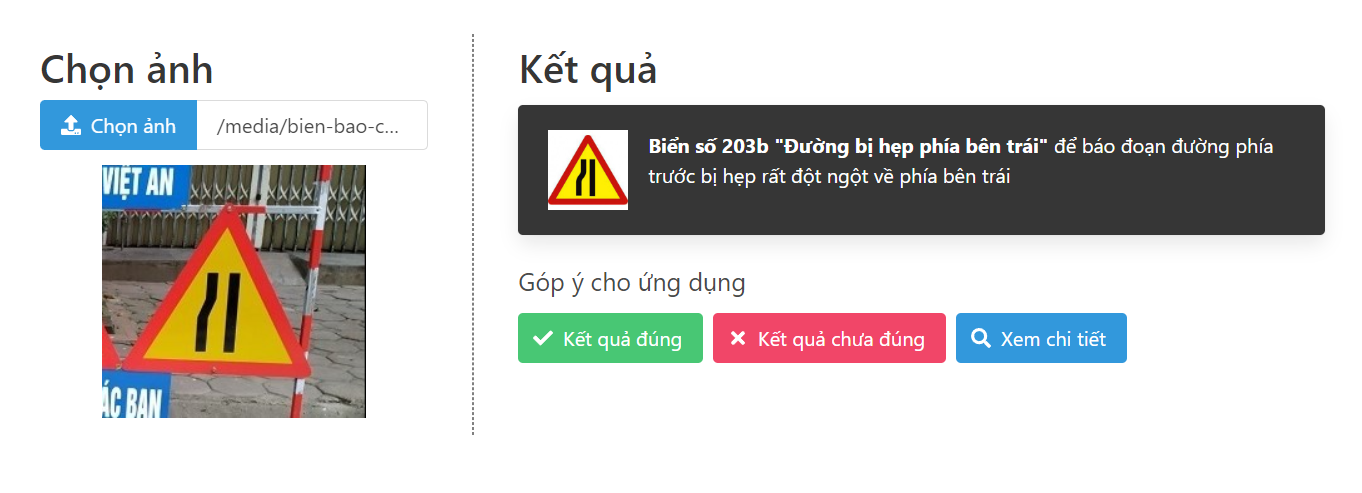 Chọn ảnh
Chọn ảnh
/media/bien-bao-c...
VIỆT AN
ÁC BẠN
Kết quả
Biển số 203b "Đường bị hẹp phía bên trái" để báo đoạn đường phía
trước bị hẹp rất đột ngột về phía bên trái
Góp ý cho ứng dụng
Kết quả đúng
Kết quả chưa đúng
Xem chi tiết